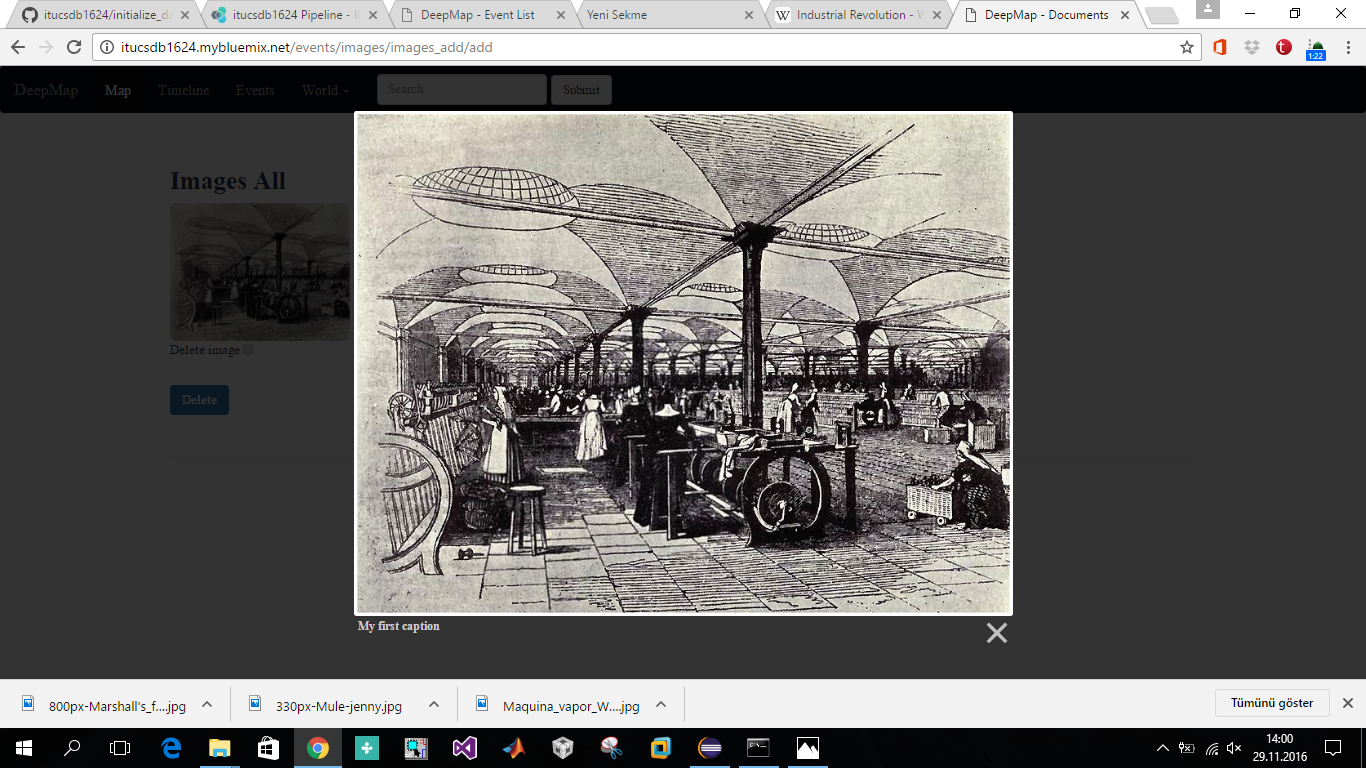 itucsdb1624/initialize_d
itucsdb1624 Pipeline - I
DeepMap - Event List
Yeni Sekme
Industrial Revolution - W
DeepMap - Documents
itucsdb1624.mybluemix.net/events/images/images_add/add
1:22
DeepMap
Map
Timeline
Events
World
Search
Submit
Images All
Delete image
Delete
My first caption
800px-Marshall's_f....jpg
330px-Mule-jenny.jpg
Maquina_vapor_W....jpg
Tümünü göster
14:00
29.11.2016